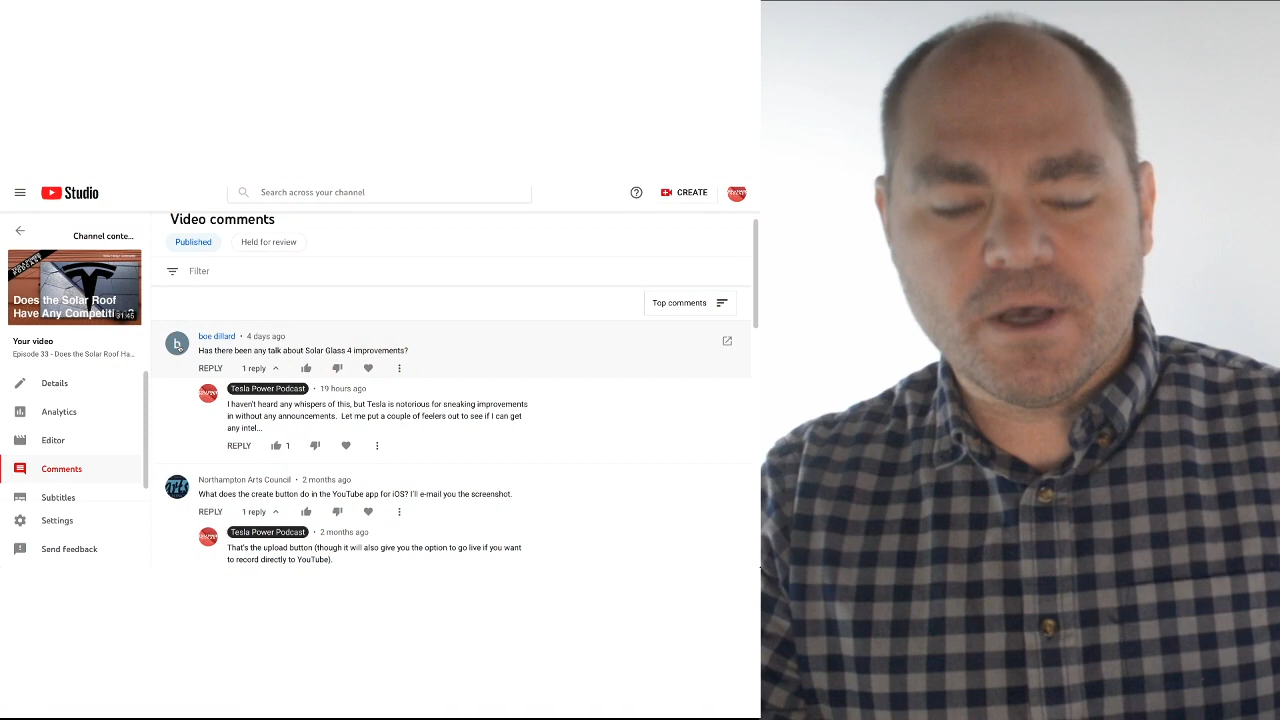 Studio
Search across your channel
CREATE
Video comments
Channel conte...
Published
Held for review
Filter
Does the Solar Roof
Have Any Competiti
31:45
Top comments
Your video
Episode 33 - Does the Solar Roof Ha...
Details
Analytics
Editor
Comments
Subtitles
Settings
Send feedback
b
boe dillard • 4 days ago
Has there been any talk about Solar Glass 4 improvements?
REPLY 1 reply
Tesla Power Podcast • 19 hours ago
I haven't heard any whispers of this, but Tesla is notorious for sneaking improvements
in without any announcements. Let me put a couple of feelers out to see if I can get
any intel...
REPLY 1
Northampton Arts Council • 2 months ago
What does the create button do in the YouTube app for iOS? I'll e-mail you the screenshot.
REPLY 1 reply
Tesla Power Podcast • 2 months ago
That's the upload button (though it will also give you the option to go live if you want
to record directly to YouTube).